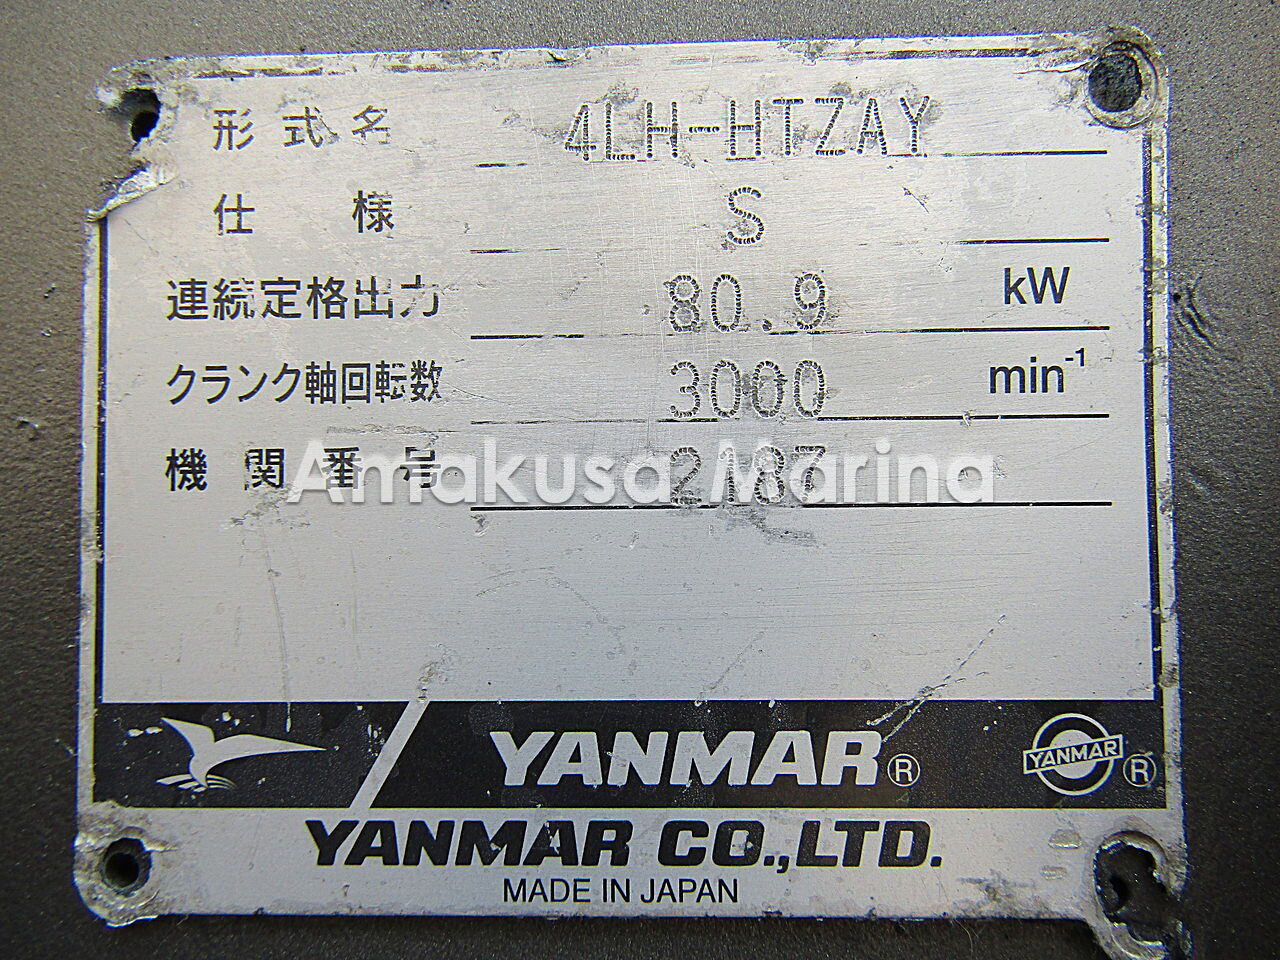 形式名 4LH-HTZAY
仕様 S
連続定格出力 80.9 kW
クランク軸回転数 3000 min-1
機関番号 2187
Amakusa Marina
YANMAR® YANMAR®
YANMAR CO.,LTD.
MADE IN JAPAN